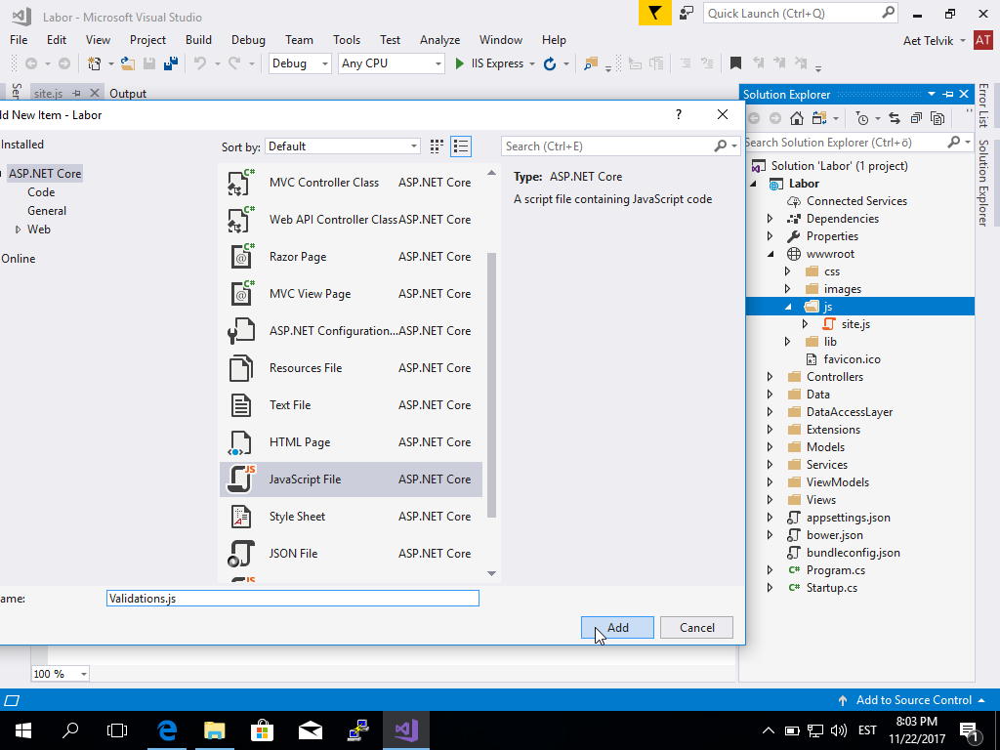 Labor - Microsoft Visual Studio
Quick Launch (Ctrl+Q)
File Edit View Project Build Debug Team Tools Test Analyze Window Help
Aet Telvik AT
Debug Any CPU IIS Express
site.js Output
Solution Explorer
Error List
Solution Explorer
Search Solution Explorer (Ctrl+ö)
Solution 'Labor' (1 project)
Labor
Connected Services
Dependencies
Properties
wwwroot
css
images
js
site.js
lib
favicon.ico
Controllers
Data
DataAccessLayer
Extensions
Models
Services
ViewModels
Views
appsettings.json
bower.json
bundleconfig.json
C# Program.cs
C# Startup.cs
d New Item - Labor
? 
Installed
ASP.NET Core
Code
General
Web
Online
Sort by: Default
Search (Ctrl+E)
MVC Controller Class ASP.NET Core
Web API Controller Class ASP.NET Core
Razor Page ASP.NET Core
MVC View Page ASP.NET Core
ASP.NET Configuration... ASP.NET Core
Resources File ASP.NET Core
Text File ASP.NET Core
HTML Page ASP.NET Core
JavaScript File ASP.NET Core
Style Sheet ASP.NET Core
JSON File ASP.NET Core
Type: ASP.NET Core
A script file containing JavaScript code
ame: Validations.js
Add Cancel
100 %
Add to Source Control
EST
8:03 PM
11/22/2017
1